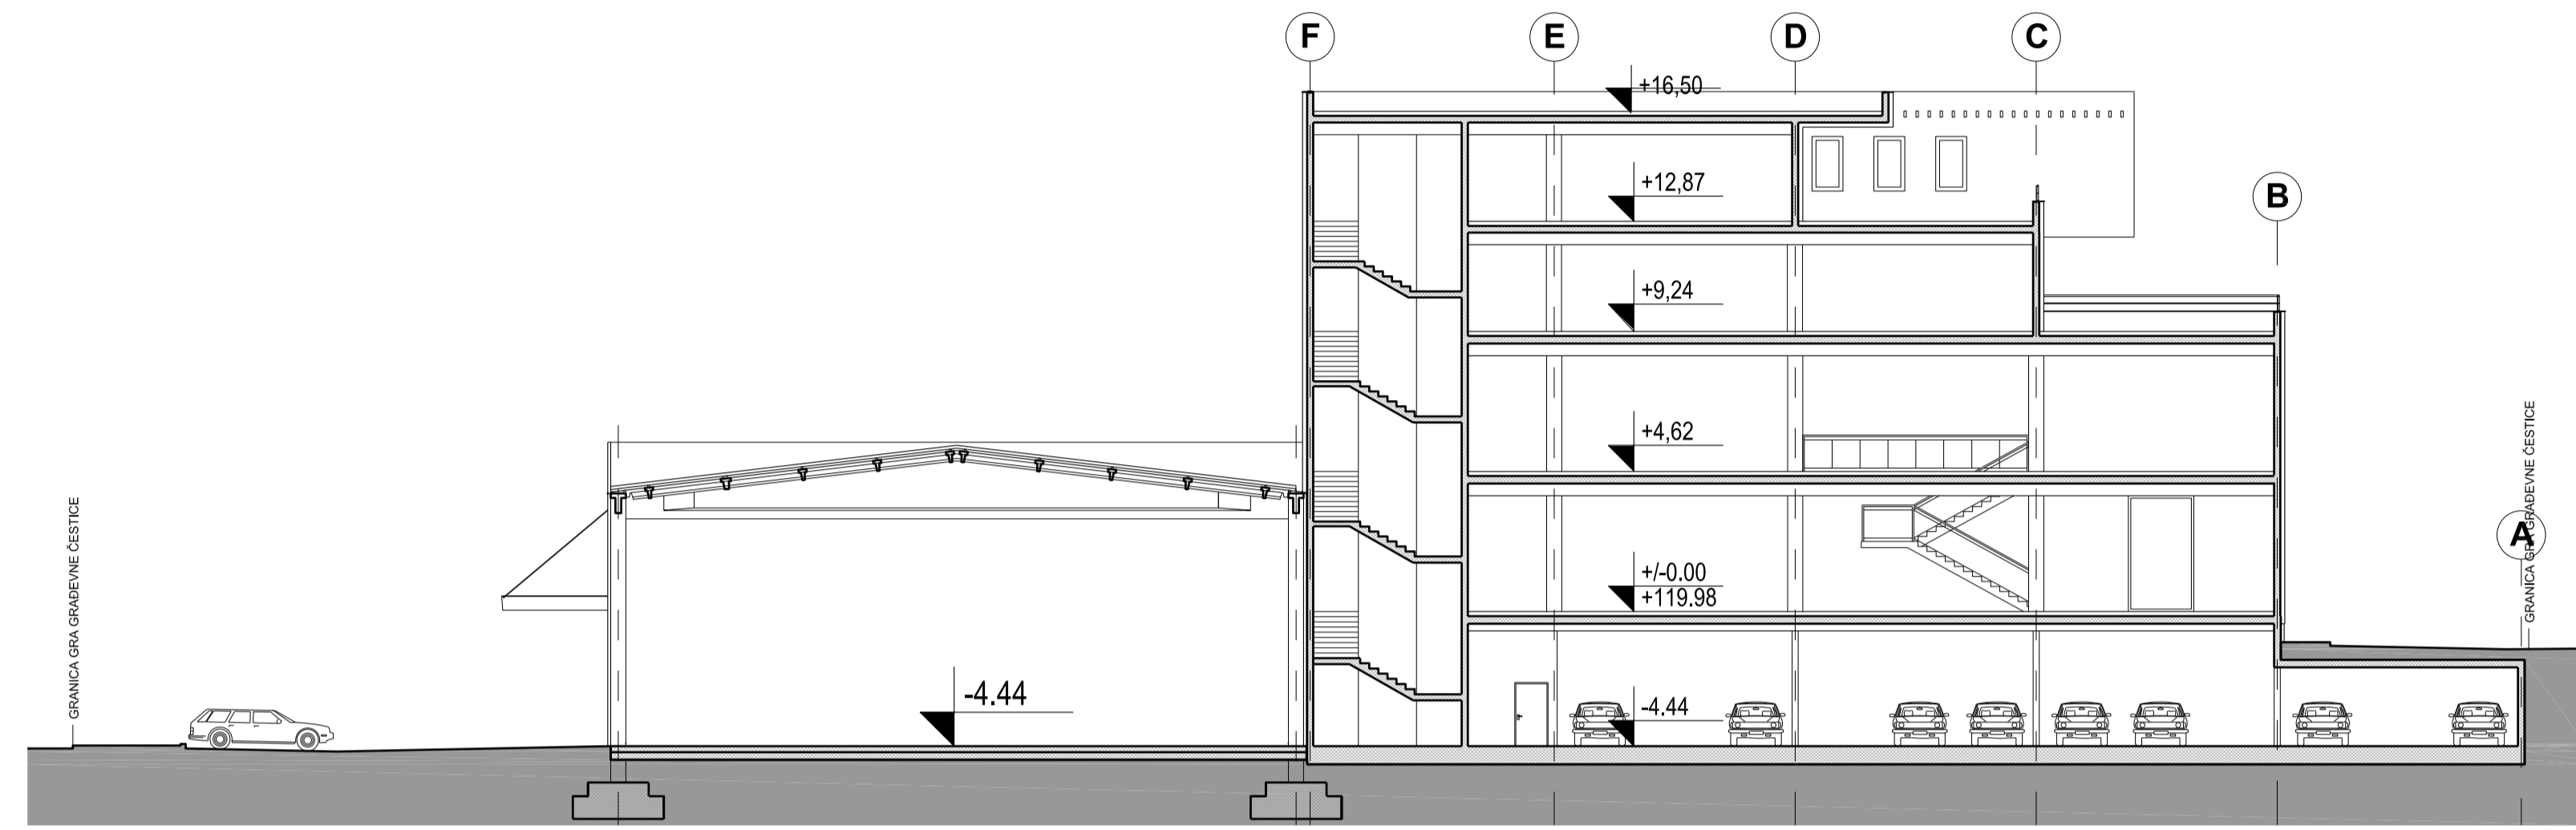 F
E
D
C
+16,50
+12,87
B
+9,24
+4,62
GRANICA GRA GRAĐEVNE ČESTICE
GRANICA GRA GRAĐEVNE ČESTICE
A
+/-0.00
+119.98
-4.44
-4.44